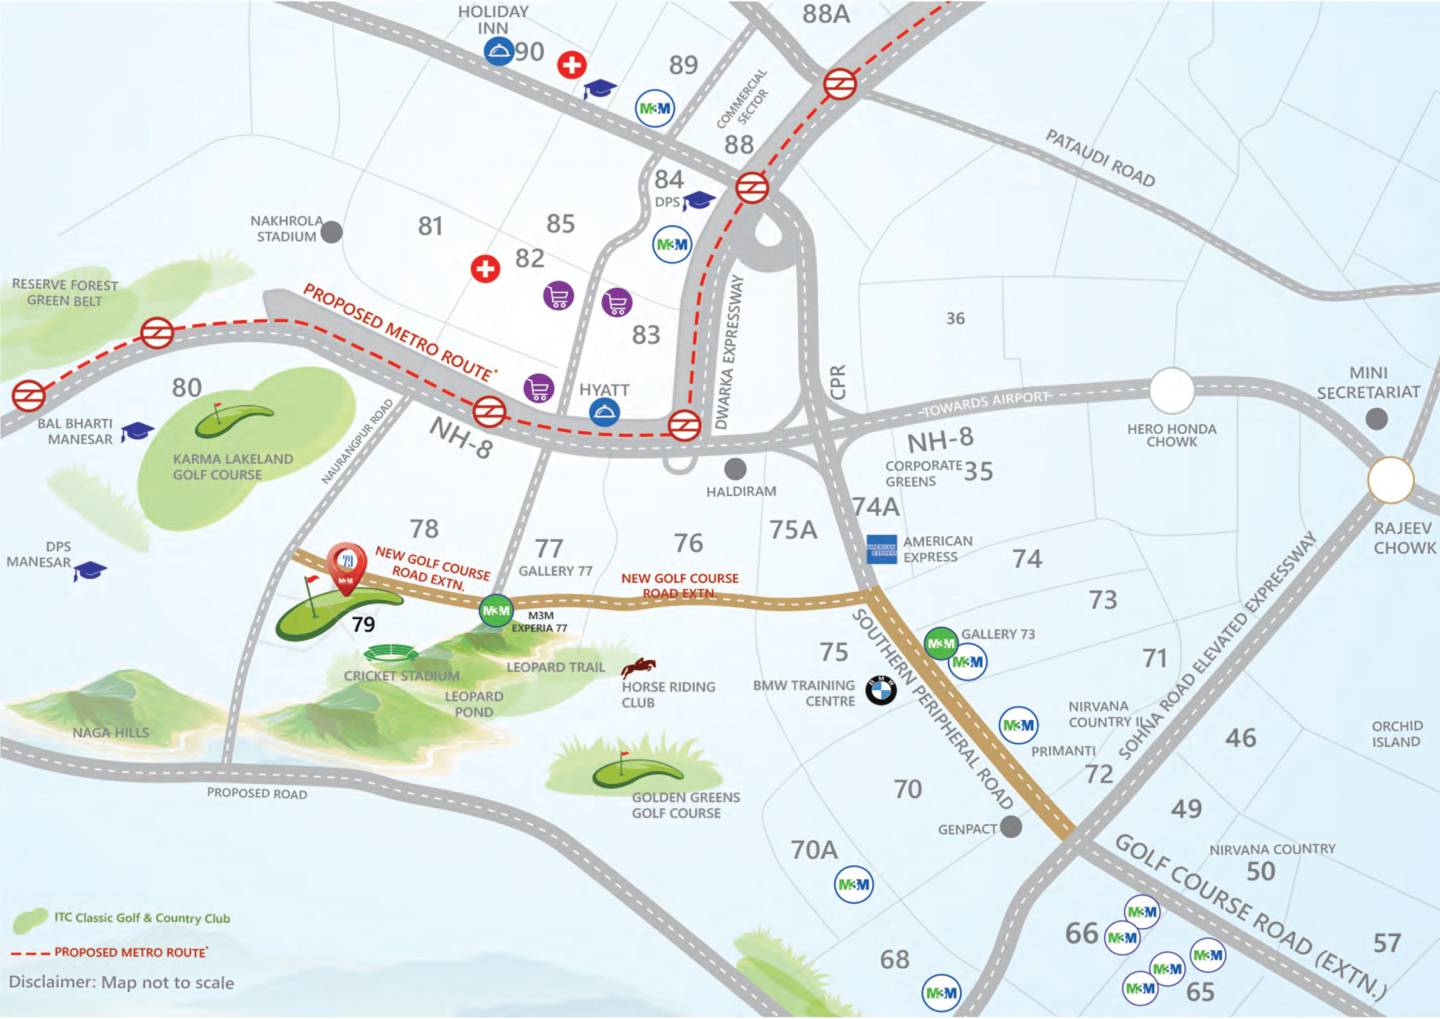 HOLIDAY
INN
90
89
88A
COMMERCIAL
SECTOR
88
M3M
PATAUDI ROAD
84
DPS
M3M
NAKHROLA
STADIUM
81
85
82
83
36
RESERVE FOREST
GREEN BELT
PROPOSED METRO ROUTE*
DWARKA EXPRESSWAY
CPR
80
HYATT
TOWARDS AIRPORT
MINI
SECRETARIAT
BAL BHARTI
MANESAR
NAURANGPUR ROAD
NH-8
NH-8
HERO HONDA
CHOWK
KARMA LAKELAND
GOLF COURSE
HALDIRAM
CORPORATE
GREENS
35
74A
RAJEEV
CHOWK
DPS
MANESAR
78
77
GALLERY 77
76
75A
AMERICAN
EXPRESS
AMERICAN
EXPRESS
74
79
M3M
NEW GOLF COURSE
ROAD EXTN.
NEW GOLF COURSE
ROAD EXTN.
73
79
M3M
M3M
EXPERIA 77
SOUTHERN PERIPHERAL ROAD
M3M
GALLERY 73
M3M
SOHNA ROAD ELEVATED EXPRESSWAY
CRICKET STADIUM
LEOPARD TRAIL
LEOPARD
POND
HORSE RIDING
CLUB
75
BMW TRAINING
CENTRE
BMW
71
NIRVANA
COUNTRY II
M3M
PRIMANTI
72
46
ORCHID
ISLAND
NAGA HILLS
PROPOSED ROAD
GOLDEN GREENS
GOLF COURSE
70
GENPACT
49
70A
M3M
GOLF COURSE ROAD (EXTN.)
NIRVANA COUNTRY
50
66
M3M
M3M
M3M
M3M
M3M
65
57
68
M3M
ITC Classic Golf & Country Club
PROPOSED METRO ROUTE*
Disclaimer: Map not to scale